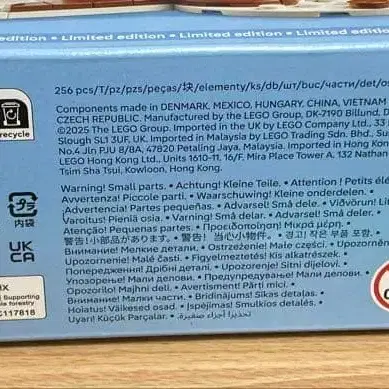 edition • Limited edition • Limited edition • Limited edition
256 pcs/T/pz/pzs/peças/块/elementy/ks/db/шт/buc/части/det/os
Components made in DENMARK, MEXICO, HUNGARY, CHINA, VIETNAM
CZECH REPUBLIC. Manufactured by the LEGO Group, DK-7190 Billund, D
©2025 The LEGO Group. Imported in the UK by LEGO Company Ltd. 33
Slough SL1 3UF, UK. Imported in Malaysia by LEGO Trading Sdn. Bhd.,
No.4 Jln PJU 8/8A, 47820 Petaling Jaya, Malaysia. Imported in Hong Kong
LEGO Hong Kong Ltd., Units 1610-11, 16/F. Mira Place Tower A, 132 Nathan
Tsim Sha Tsui, Kowloon, Hong Kong.
recycle
Warning! Small parts. • Achtung! Kleine Teile. • Attention ! Petits élé
Avvertenza! Piccole parti. • Waarschuwing! Kleine onderdelen. •
¡Advertencia! Partes pequeñas. • Advarsel! Små dele. • Viðvörun! Lit
Varoitus! Pieniä osia. • Varning! Små delar. • Advarsel! Små deler. •
Atenção! Peças pequenas. • Προειδοποίηση! Μικρά μέρη. •
警告!小部品があります。• 警告! 当心小物件。• 경고! 작은 부품 포함. •
Внимание! Мелкие детали. • Ostrzeżenie! Małe części. •
Upozornenie! Malé časti. • Figyelmeztetés! Kis alkatrészek. •
Попередження! Дрібні деталі. • Upozorenje! Sitni dijelovi. •
Упозорење! Мали делови. • Предупредување! Мали делови. •
Opozorilo! Majhni deli. • Avertisment! Părți mici. •
Внимание! Малки части. • Brīdinājums! Sīkas detaļas. •
Hoiatus! Väikesed osad. • Įspėjimas! Smulkios detalės. •
Uyarı! Küçük Parçalar. • تحذير! أجزاء صغيرة.
内袋
UK
CA
IX
Supporting
forestry
C117818